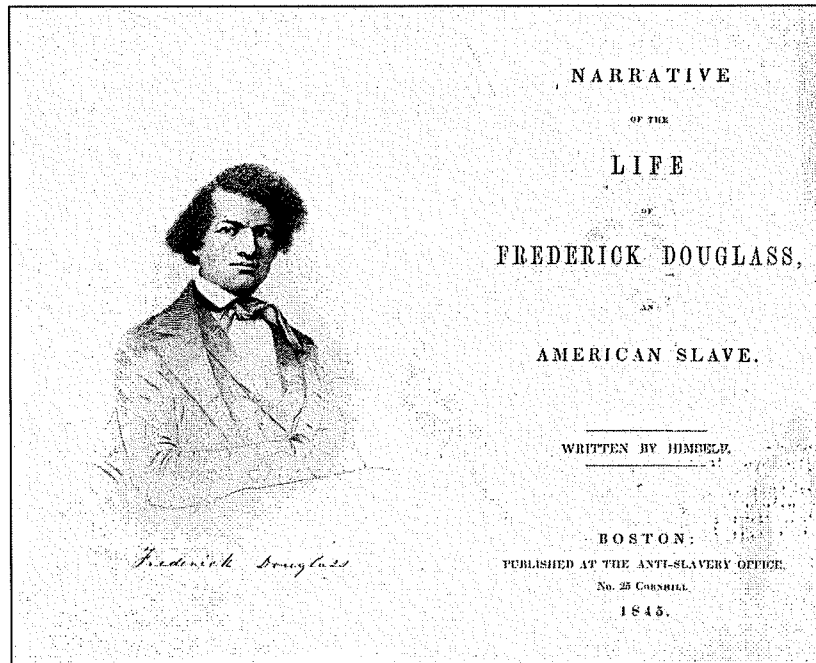 Frederick Douglass
NARRATIVE
OF THE
LIFE
OF
FREDERICK DOUGLASS,
AN
AMERICAN SLAVE.
WRITTEN BY HIMSELF.
BOSTON:
PUBLISHED AT THE ANTI-SLAVERY OFFICE,
No. 25 CORNHILL
1845.